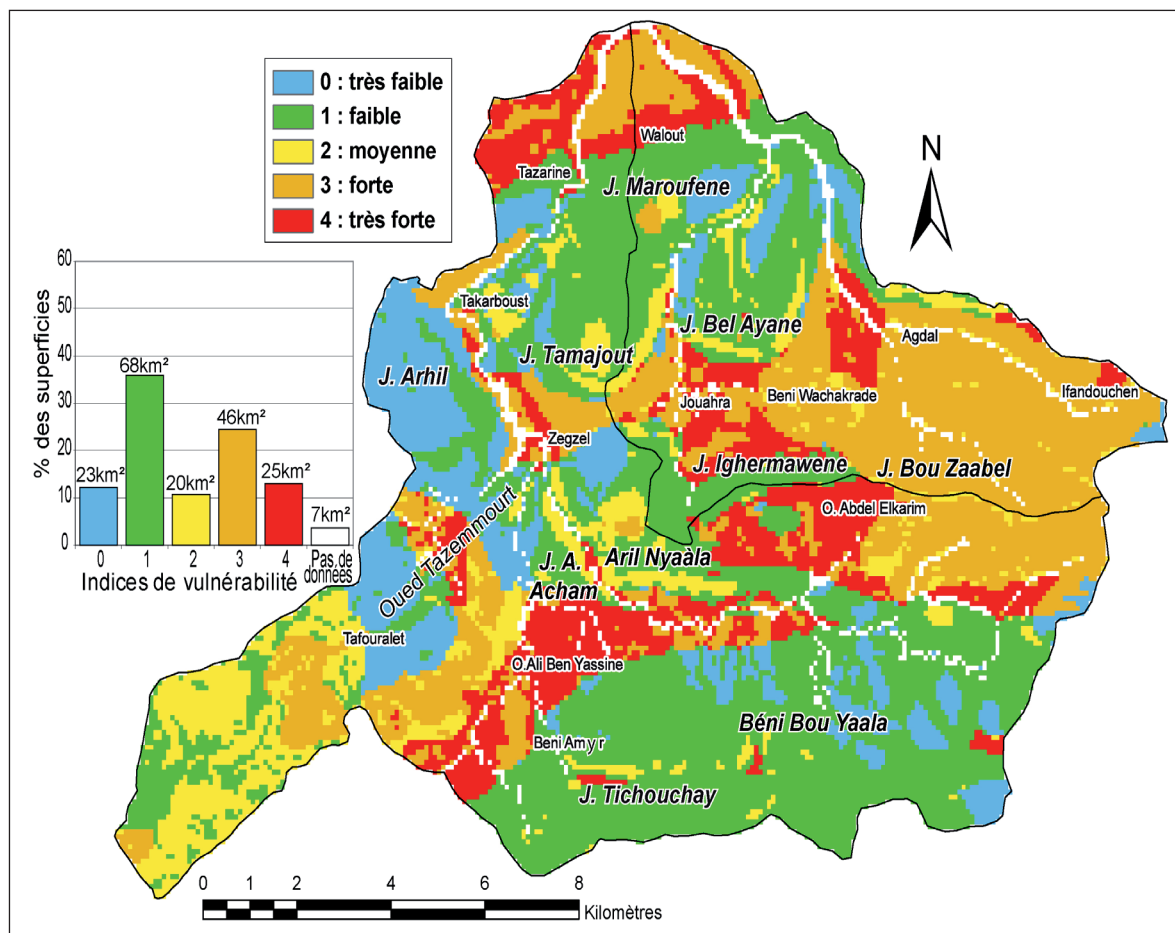 0 : très faible
1 : faible
2 : moyenne
3 : forte
4 : très forte
N
Walout
Tazarine
J. Maroufene
Takarboust
J. Bel Ayane
Agdal
J. Tamajout
J. Arhil
Jouahra
Beni Wachakrade
Ifandouchen
Zegzel
J. Ighermawene
J. Bou Zaabel
O. Abdel Elkarim
Oued Tazemmourt
Aril Nyaàla
J. A.
Acham
Tafouralet
O.Ali Ben Yassine
Béni Bou Yaala
Beni Amyr
J. Tichouchay
% des superficies
60
50
40
30
20
10
0
23km²
68km²
20km²
46km²
25km²
7km²
0
1
2
3
4
Pas. de
données
Indices de vulnérabilité
0 1 2 4 6 8
Kilomètres